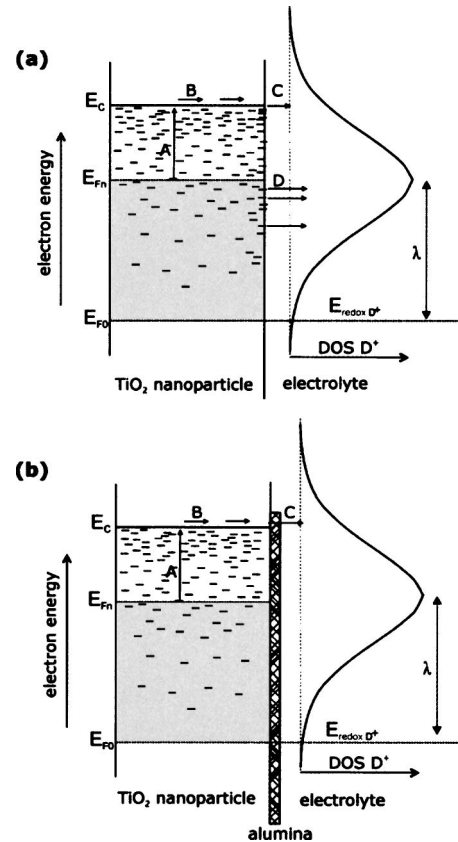 (a)
E_C
B
C
A
E_Fn
D
electron energy
λ
E_F0
E_redox D⁺
DOS D⁺
TiO₂ nanoparticle
electrolyte
(b)
E_C
B
C
A
E_Fn
electron energy
λ
E_F0
E_redox D⁺
DOS D⁺
TiO₂ nanoparticle
electrolyte
alumina